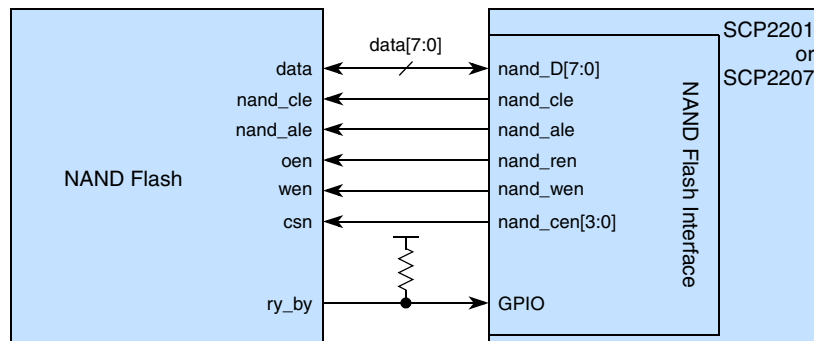 SCP2201
or
SCP2207
data[7:0]
data
nand_D[7:0]
nand_cle
nand_cle
nand_ale
nand_ale
oen
nand_ren
wen
nand_wen
csn
nand_cen[3:0]
ry_by
GPIO
NAND Flash
NAND Flash Interface